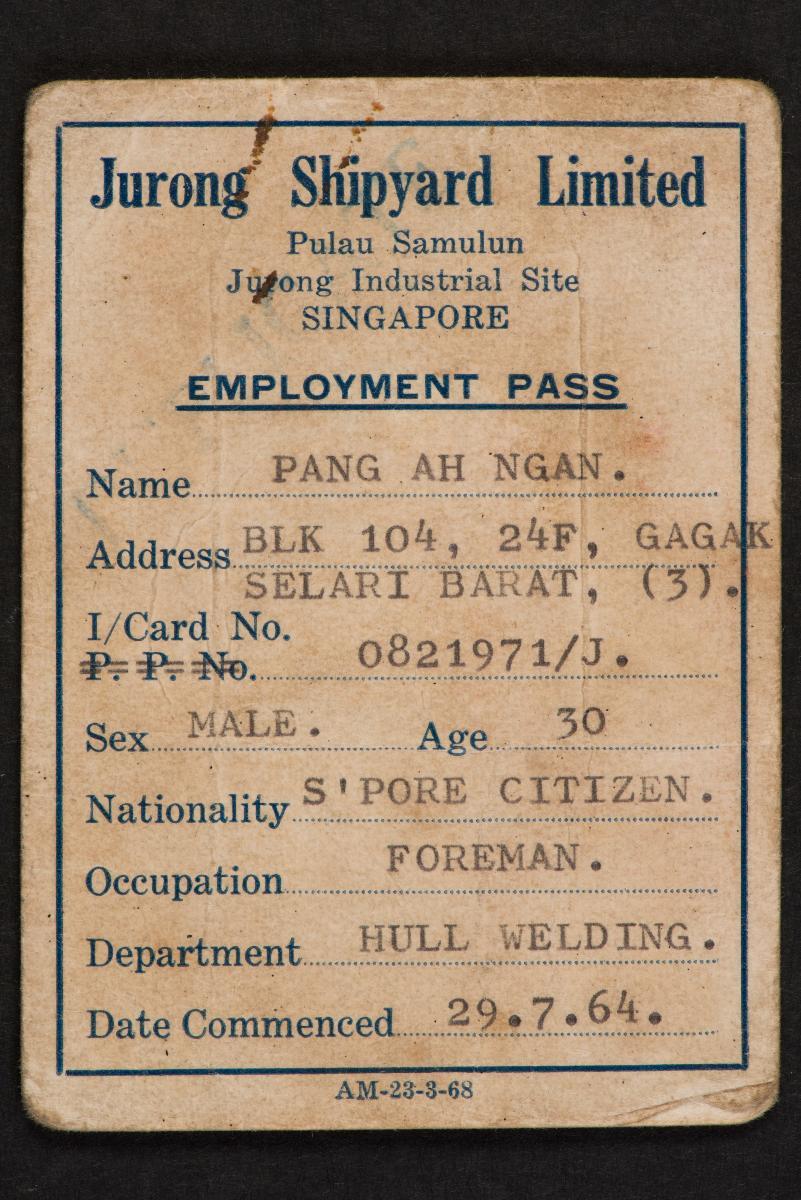 Jurong Shipyard Limited
Pulau Samulun
Jurong Industrial Site
SINGAPORE
EMPLOYMENT PASS
Name PANG AH NGAN.
Address BLK 104, 24F, GAGAK
SELARI BARAT, (3).
I/Card No.
P. P. No. 0821971/J.
Sex MALE. Age 30
Nationality S'PORE CITIZEN.
Occupation FOREMAN.
Department HULL WELDING.
Date Commenced 29.7.64.
AM-23-3-68